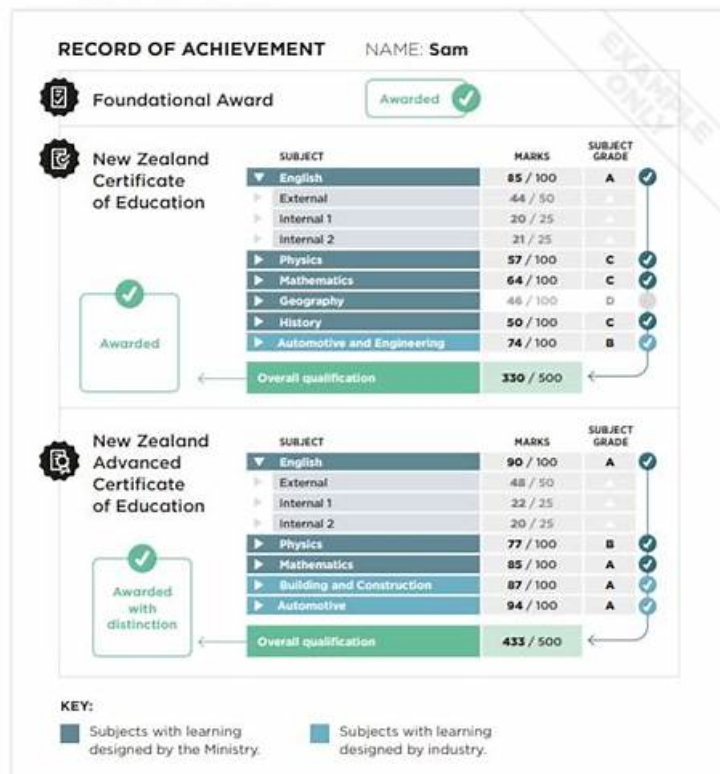 EXAMPLE
ONLY
RECORD OF ACHIEVEMENT NAME: Sam
Foundational Award Awarded
New Zealand
Certificate
of Education
Awarded
SUBJECT MARKS SUBJECT GRADE
English 85 / 100 A
External 44 / 50
Internal 1 20 / 25
Internal 2 21 / 25
Physics 57 / 100 C
Mathematics 64 / 100 C
Geography 46 / 100 D
History 50 / 100 C
Automotive and Engineering 74 / 100 B
Overall qualification 330 / 500
New Zealand
Advanced
Certificate
of Education
Awarded
with
distinction
SUBJECT MARKS SUBJECT GRADE
English 90 / 100 A
External 48 / 50
Internal 1 22 / 25
Internal 2 20 / 25
Physics 77 / 100 B
Mathematics 85 / 100 A
Building and Construction 87 / 100 A
Automotive 94 / 100 A
Overall qualification 433 / 500
KEY:
Subjects with learning
designed by the Ministry.
Subjects with learning
designed by industry.